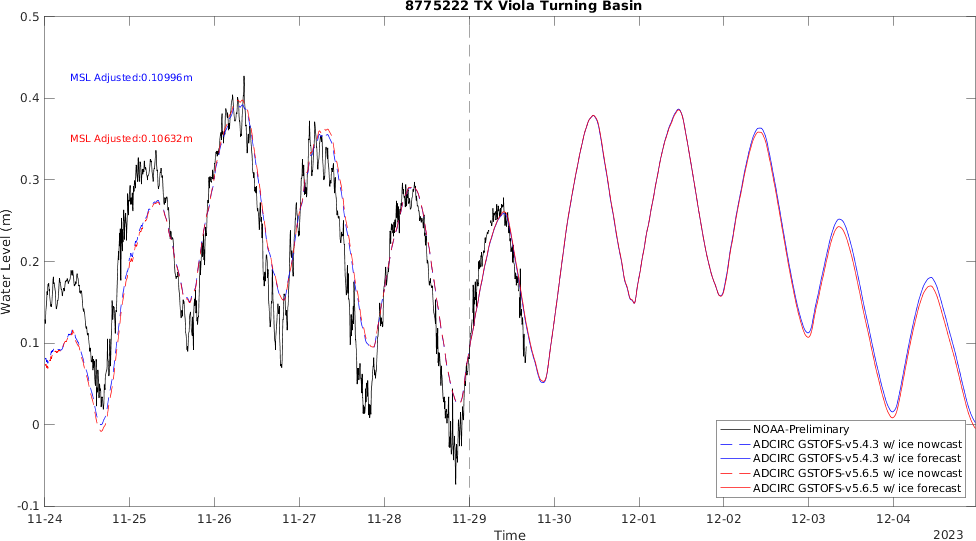 8775222 TX Viola Turning Basin
0.5
MSL Adjusted:0.10996m
0.4
MSL Adjusted:0.10632m
0.3
Water Level (m)
0.2
0.1
0
-0.1
NOAA-Preliminary
ADCIRC GSTOFS-v5.4.3 w/ ice nowcast
ADCIRC GSTOFS-v5.4.3 w/ ice forecast
ADCIRC GSTOFS-v5.6.5 w/ ice nowcast
ADCIRC GSTOFS-v5.6.5 w/ ice forecast
11-24 11-25 11-26 11-27 11-28 11-29 11-30 12-01 12-02 12-03 12-04
Time
2023